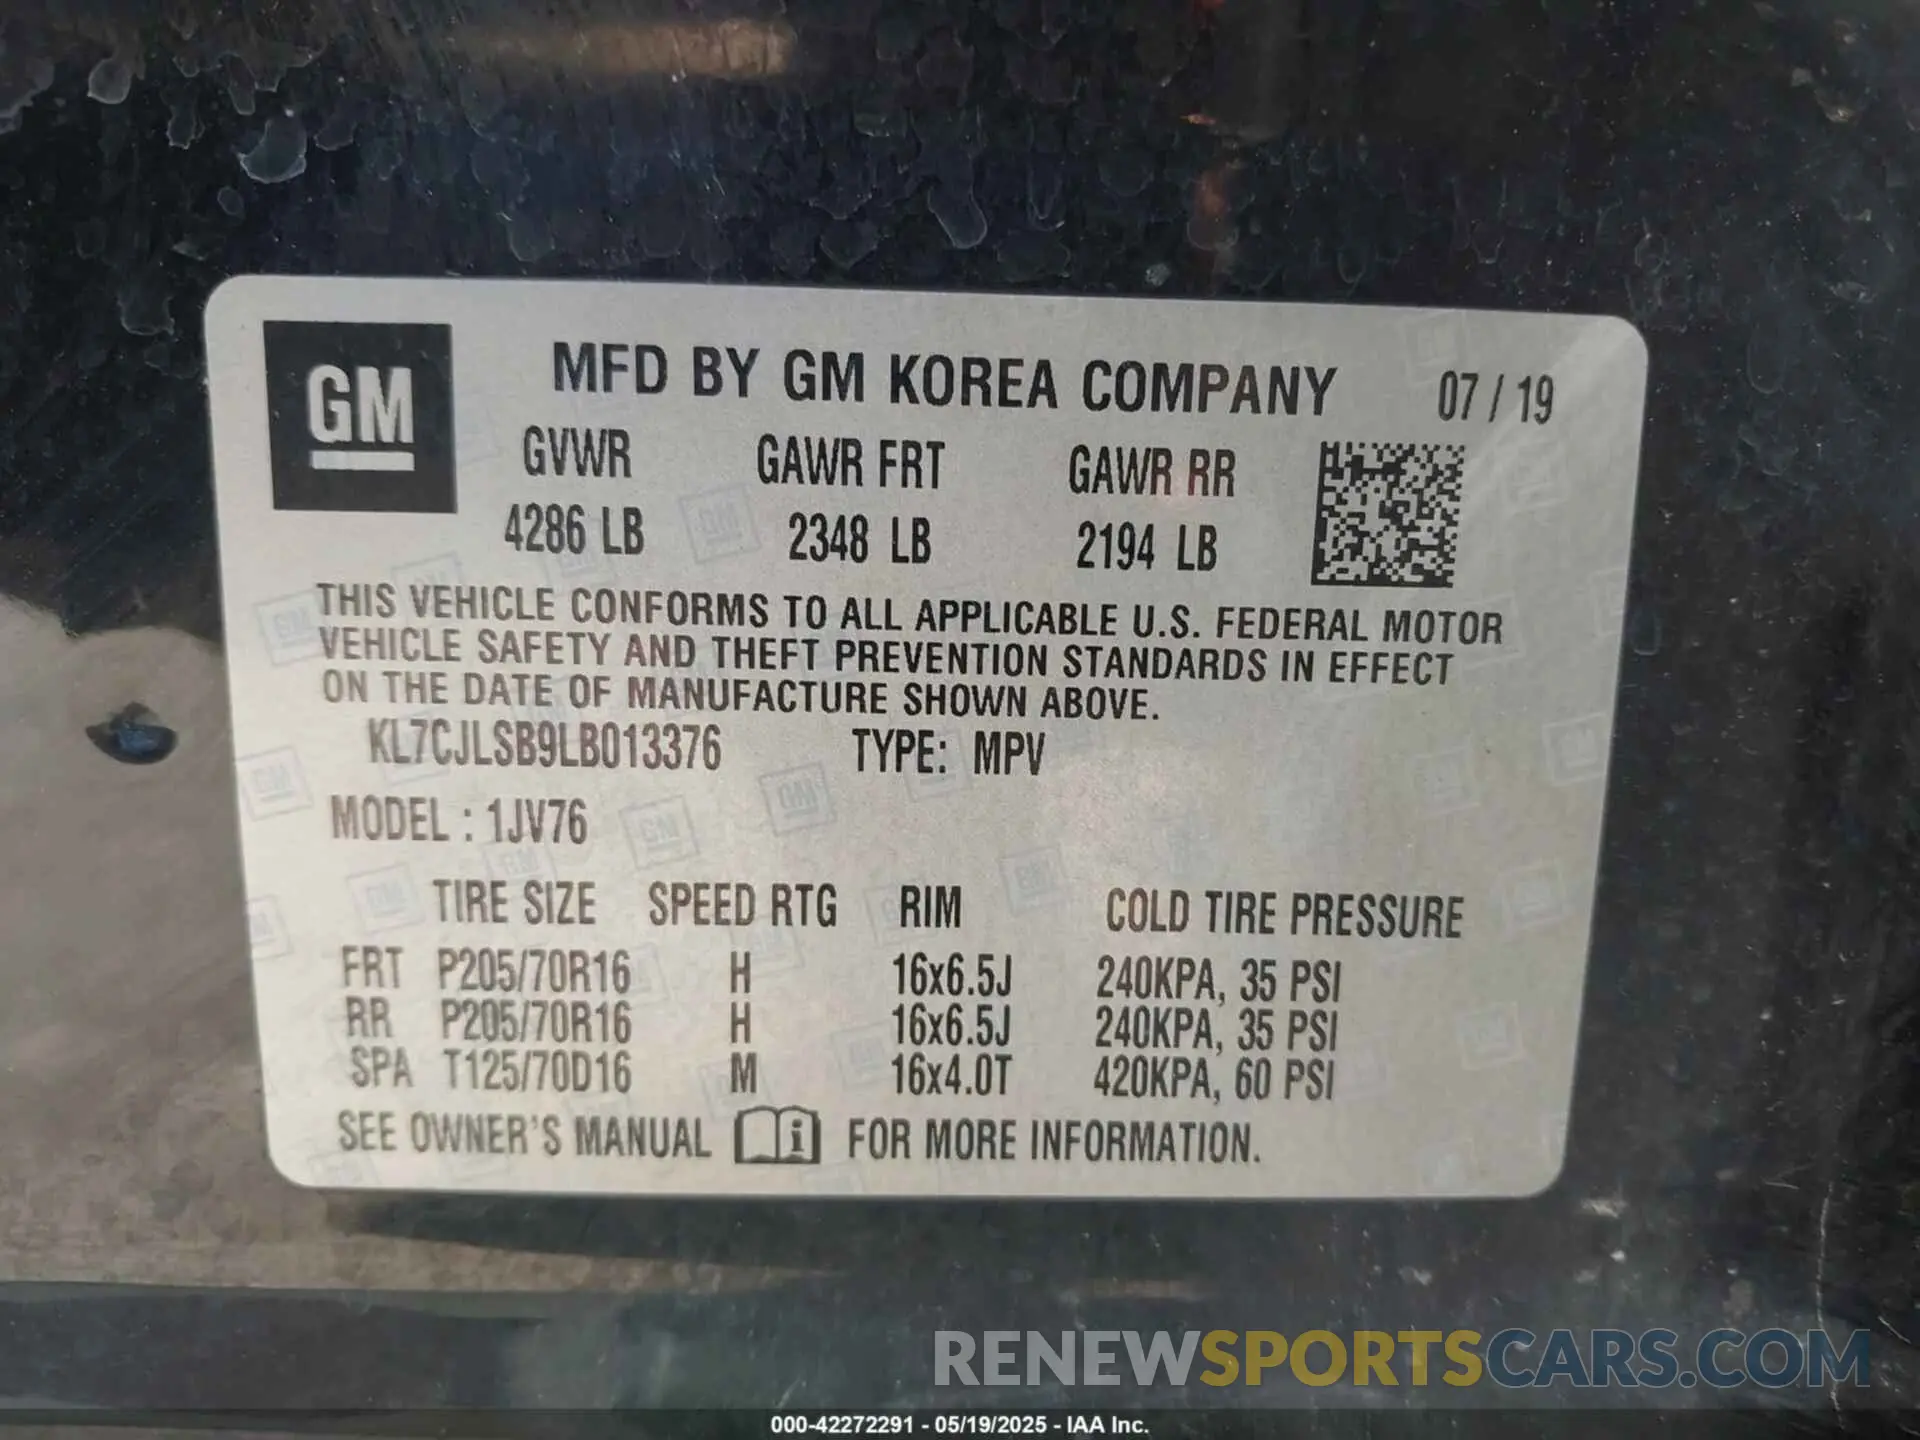 GM
MFD BY GM KOREA COMPANY 07 / 19
GVWR GAWR FRT GAWR RR
4286 LB 2348 LB 2194 LB
THIS VEHICLE CONFORMS TO ALL APPLICABLE U.S. FEDERAL MOTOR
VEHICLE SAFETY AND THEFT PREVENTION STANDARDS IN EFFECT
ON THE DATE OF MANUFACTURE SHOWN ABOVE.
KL7CJLSB9LB013376 TYPE: MPV
MODEL : 1JV76
TIRE SIZE SPEED RTG RIM COLD TIRE PRESSURE
FRT P205/70R16 H 16x6.5J 240KPA, 35 PSI
RR P205/70R16 H 16x6.5J 240KPA, 35 PSI
SPA T125/70D16 M 16x4.0T 420KPA, 60 PSI
SEE OWNER'S MANUAL i FOR MORE INFORMATION.
RENEWSPORTSCARS.COM
000-42272291 - 05/19/2025 - IAA Inc.